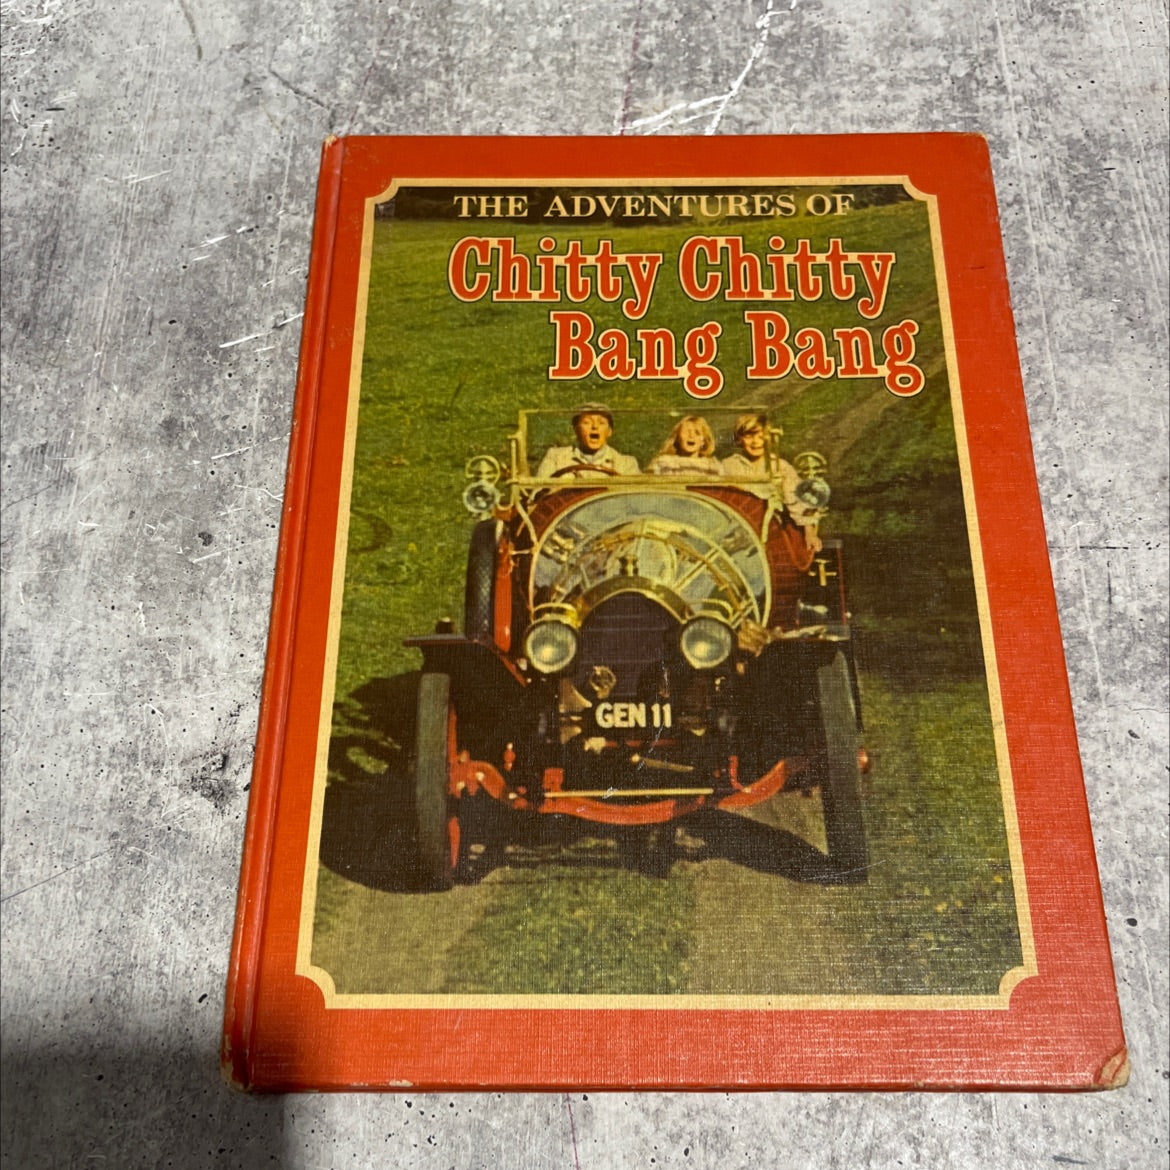 THE ADVENTURES OF
Chitty Chitty
Bang Bang
GEN 11